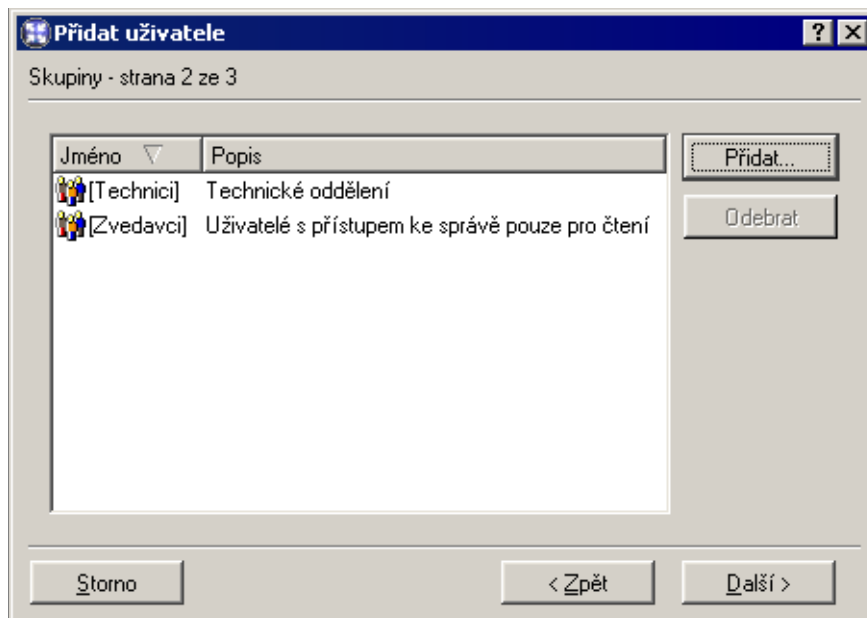 Přidat uživatele
Skupiny - strana 2 ze 3
Jméno Popis
[Technici] Technické oddělení
[Zvedavci] Uživatelé s přístupem ke správě pouze pro čtení
Přidat...
Odebrat
Storno
< Zpět
Další >